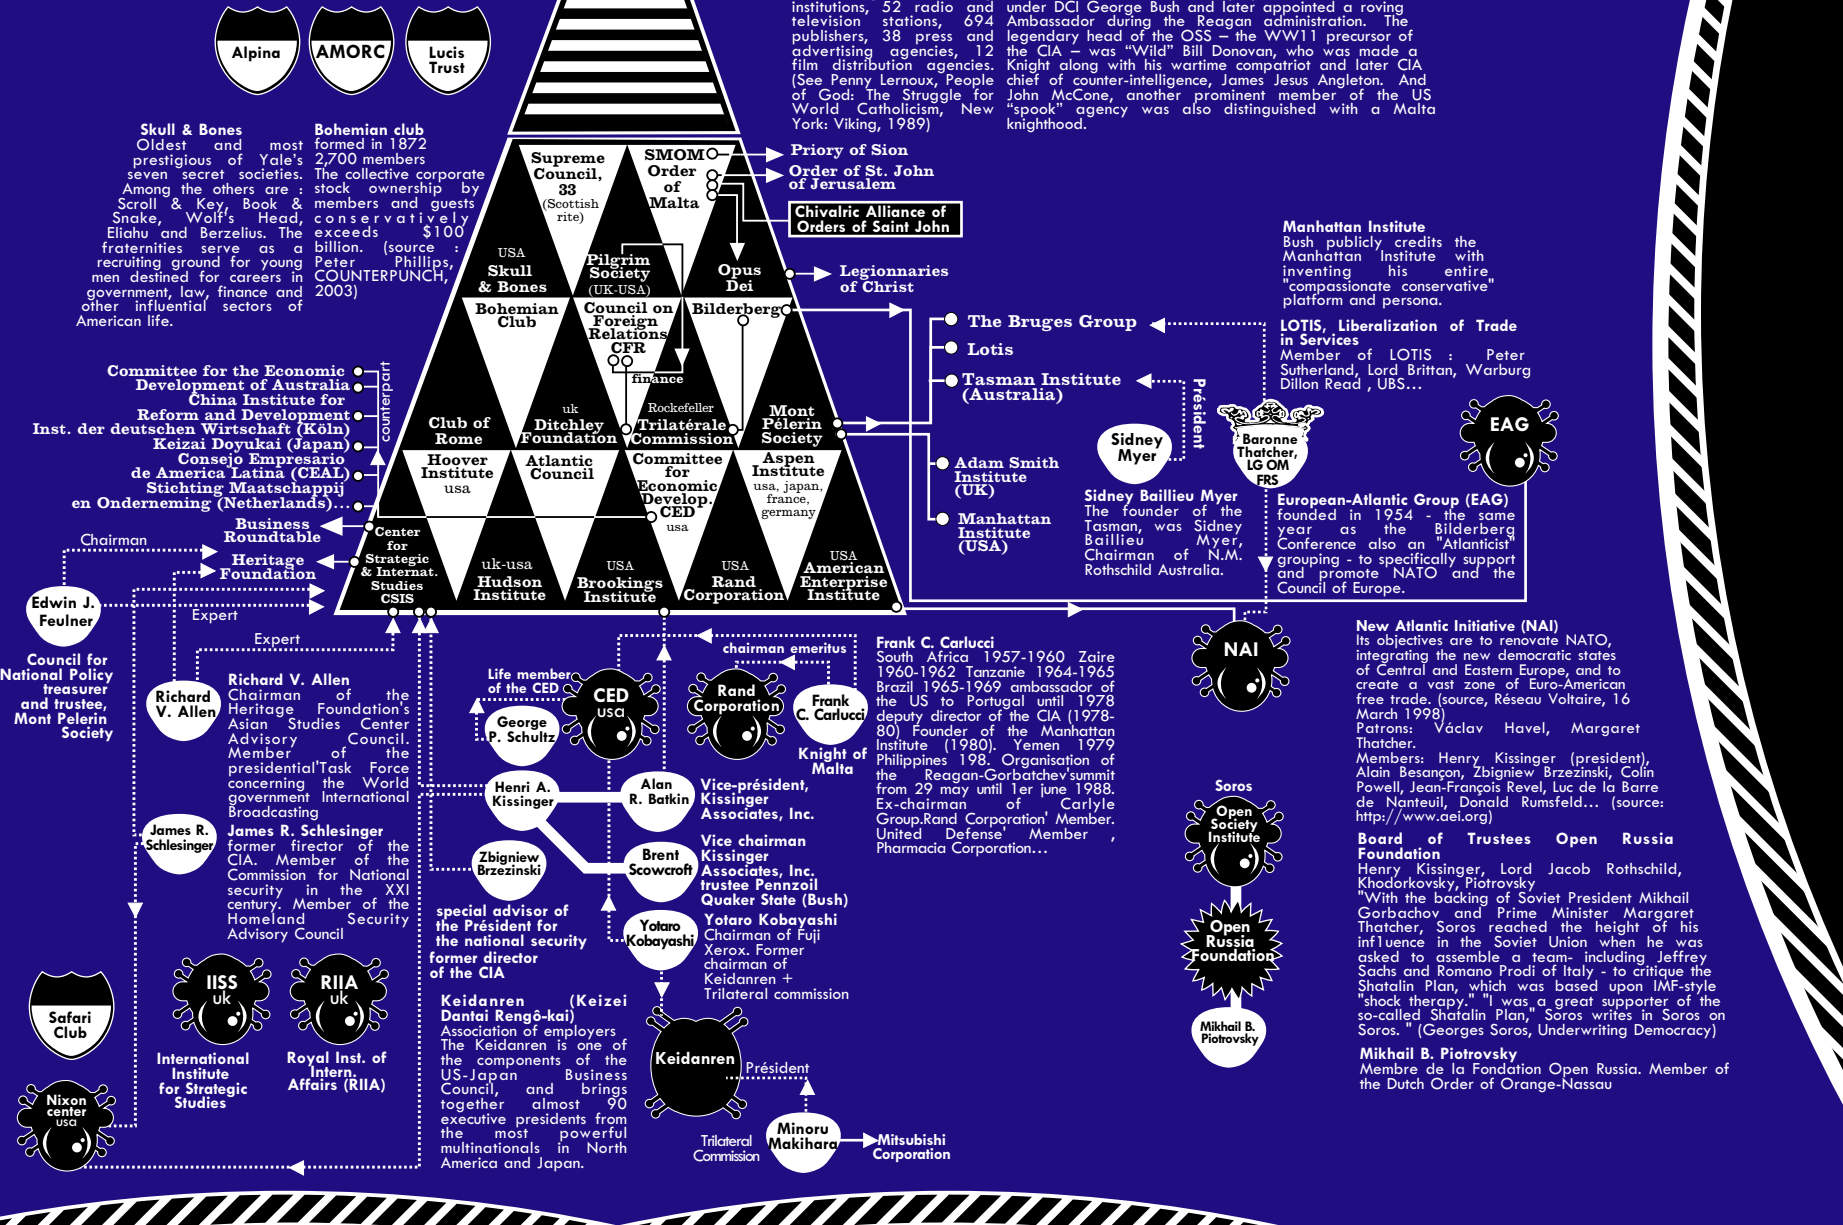 Alpina
AMORC
Lucis
Trust
institutions, 52 radio and
television stations, 694
publishers, 38 press and
advertising agencies, 12
film distribution agencies.
(See Penny Lernoux, People
of God: The Struggle for
World Catholicism, New
York: Viking, 1989)
under DCI George Bush and later appointed a roving
Ambassador during the Reagan administration. The
legendary head of the OSS – the WW11 precursor of
the CIA – was “Wild” Bill Donovan, who was made a
Knight along with his wartime compatriot and later CIA
chief of counter-intelligence, James Jesus Angleton. And
John McCone, another prominent member of the US
“spook” agency was also distinguished with a Malta
knighthood.
Skull & Bones
Oldest and most
prestigious of Yale's
seven secret societies.
Among the others are :
Scroll & Key, Book &
Snake, Wolf's Head,
Eliahu and Berzelius. The
fraternities serve as a
recruiting ground for young
men destined for careers in
government, law, finance and
other influential sectors of
American life.
Bohemian club
formed in 1872
2,700 members
The collective corporate
stock ownership by
members and guests
conservatively
exceeds $100
billion. (source :
Peter Phillips,
COUNTERPUNCH,
2003)
Supreme
Council,
33
(Scottish
rite)
SMOM
Order
of
Malta
Priory of Sion
Order of St. John
of Jerusalem
Chivalric Alliance of
Orders of Saint John
USA
Skull
& Bones
Pilgrim
Society
(UK-USA)
Opus
Dei
Legionnaries
of Christ
Bohemian
Club
Council on
Foreign
Relations
CFR
Bilderberg
finance
Club of
Rome
uk
Ditchley
Foundation
Rockefeller
Trilatérale
Commission
Mont
Pélerin
Society
Hoover
Institute
usa
Atlantic
Council
Committee
for
Economic
Develop.
CED
usa
Aspen
Institute
usa, japan,
france,
germany
Center
for
Strategic
& Internat.
Studies
CSIS
uk-usa
Hudson
Institute
USA
Brookings
Institute
USA
Rand
Corporation
USA
American
Enterprise
Institute
Committee for the Economic
Development of Australia
China Institute for
Reform and Development
Inst. der deutschen Wirtschaft (Köln)
Keizai Doyukai (Japan)
Consejo Empresario
de America Latina (CEAL)
Stichting Maatschappij
en Onderneming (Netherlands)...
counterpart
Business
Roundtable
Heritage
Foundation
Chairman
Edwin J.
Feulner
Expert
Expert
Council for
National Policy
treasurer
and trustee,
Mont Pelerin
Society
Richard
V. Allen
Richard V. Allen
Chairman of the
Heritage Foundation's
Asian Studies Center
Advisory Council.
Member of the
presidential'Task Force
concerning the World
government International
Broadcasting
James R.
Schlesinger
James R. Schlesinger
former firector of the
CIA. Member of the
Commission for National
security in the XXI
century. Member of the
Homeland Security
Advisory Council
Safari
Club
IISS
uk
International
Institute
for Strategic
Studies
RIIA
uk
Royal Inst. of
Intern.
Affairs (RIIA)
Nixon
center
usa
Life member
of the CED
George
P. Schultz
CED
usa
chairman emeritus
Rand
Corporation
Frank
C. Carlucci
Knight of
Malta
Henri A.
Kissinger
Alan
R. Batkin
Vice-président,
Kissinger
Associates, Inc.
Zbigniew
Brzezinski
Brent
Scowcroft
Vice chairman
Kissinger
Associates, Inc.
trustee Pennzoil
Quaker State (Bush)
special advisor of
the Président for
the national security
former director
of the CIA
Yotaro
Kobayashi
Yotaro Kobayashi
Chairman of Fuji
Xerox. Former
chairman of
Keidanren +
Trilateral commission
Keidanren (Keizei
Dantai Rengô-kai)
Association of employers
The Keidanren is one of
the components of the
US-Japan Business
Council, and brings
together almost 90
executive presidents from
the most powerful
multinationals in North
America and Japan.
Keidanren
Président
Minoru
Makihara
Trilateral
Commission
Mitsubishi
Corporation
Frank C. Carlucci
South Africa 1957-1960 Zaire
1960-1962 Tanzanie 1964-1965
Brazil 1965-1969 ambassador of
the US to Portugal until 1978
deputy director of the CIA (1978-
80) Founder of the Manhattan
Institute (1980). Yemen 1979
Philippines 198. Organisation of
the Reagan-Gorbatchev'summit
from 29 may until 1er june 1988.
Ex-chairman of Carlyle
Group.Rand Corporation' Member.
United Defense' Member ,
Pharmacia Corporation...
The Bruges Group
Lotis
Tasman Institute
(Australia)
Adam Smith
Institute
(UK)
Manhattan
Institute
(USA)
Président
Sidney
Myer
Sidney Baillieu Myer
The founder of the
Tasman, was Sidney
Baillieu Myer,
Chairman of N.M.
Rothschild Australia.
Baronne
Thatcher,
LG OM
FRS
Manhattan Institute
Bush publicly credits the
Manhattan Institute with
inventing his entire
"compassionate conservative"
platform and persona.
LOTIS, Liberalization of Trade
in Services
Member of LOTIS : Peter
Sutherland, Lord Brittan, Warburg
Dillon Read , UBS...
EAG
European-Atlantic Group (EAG)
founded in 1954 - the same
year as the Bilderberg
Conference also an "Atlanticist"
grouping - to specifically support
and promote NATO and the
Council of Europe.
NAI
New Atlantic Initiative (NAI)
Its objectives are to renovate NATO,
integrating the new democratic states
of Central and Eastern Europe, and to
create a vast zone of Euro-American
free trade. (source, Réseau Voltaire, 16
March 1998)
Patrons: Václav Havel, Margaret
Thatcher.
Members: Henry Kissinger (president),
Alain Besançon, Zbigniew Brzezinski, Colin
Powell, Jean-François Revel, Luc de la Barre
de Nanteuil, Donald Rumsfeld... (source:
http://www.aei.org)
Soros
Open
Society
Institute
Open
Russia
Foundation
Mikhail B.
Piotrovsky
Board of Trustees Open Russia
Foundation
Henry Kissinger, Lord Jacob Rothschild,
Khodorkovsky, Piotrovsky
"With the backing of Soviet President Mikhail
Gorbachov and Prime Minister Margaret
Thatcher, Soros reached the height of his
inf1uence in the Soviet Union when he was
asked to assemble a team- including Jeffrey
Sachs and Romano Prodi of Italy - to critique the
Shatalin Plan, which was based upon IMF-style
"shock therapy." "I was a great supporter of the
so-called Shatalin Plan," Soros writes in Soros on
Soros. " (Georges Soros, Underwriting Democracy)
Mikhail B. Piotrovsky
Membre de la Fondation Open Russia. Member of
the Dutch Order of Orange-Nassau